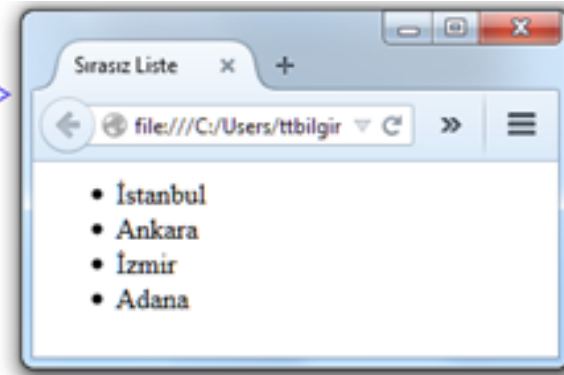 Sırasız Liste
file:///C:/Users/ttbilgir
İstanbul
Ankara
İzmir
Adana